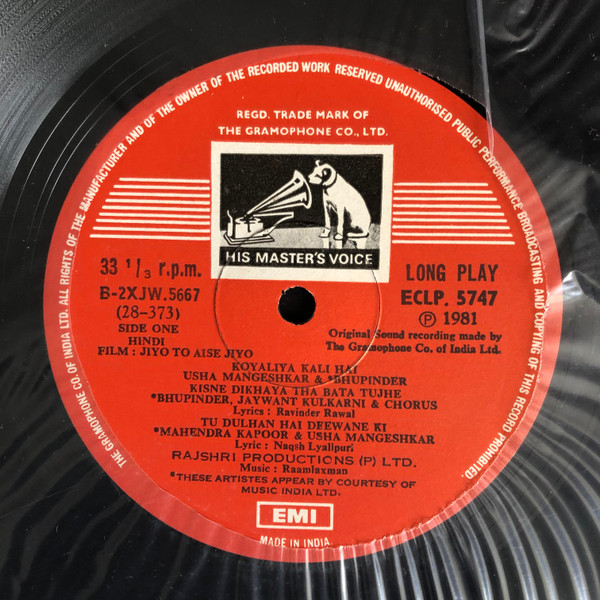 THE GRAMOPHONE CO. OF INDIA LTD. ALL RIGHTS OF THE MANUFACTURER AND OF THE OWNER OF THE RECORDED WORK RESERVED UNAUTHORISED PUBLIC PERFORMANCE BROADCASTING AND COPYING OF THIS RECORD PROHIBITED.
REGD. TRADE MARK OF
THE GRAMOPHONE CO., LTD.
HIS MASTER'S VOICE
33 1/3 r.p.m.
LONG PLAY
B-2XJW.5667
ECLP. 5747
(28-373)
℗ 1981
SIDE ONE
HINDI
Original Sound recording made by
The Gramophone Co. of India Ltd.
FILM : JIYO TO AISE JIYO
KOYALIYA KALI HAI
USHA MANGESHKAR & *BHUPINDER
KISNE DIKHAYA THA BATA TUJHE
*BHUPINDER, JAYWANT KULKARNI & CHORUS
Lyrics : Ravinder Rawal
TU DULHAN HAI DEEWANE KI
*MAHENDRA KAPOOR & USHA MANGESHKAR
Lyric : Naqsh Lyallpuri
RAJSHRI PRODUCTIONS (P) LTD.
Music : Raamlaxman
*THESE ARTISTES APPEAR BY COURTESY OF
MUSIC INDIA LTD.
EMI
MADE IN INDIA